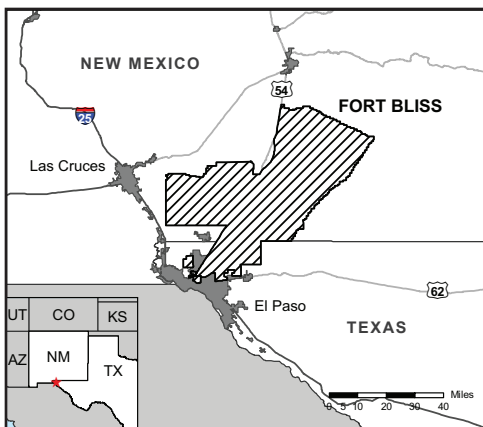 NEW MEXICO
54
FORT BLISS
25
Las Cruces
62
El Paso
TEXAS
UT
CO
KS
AZ
NM
TX
Miles
0 5 10 20 30 40